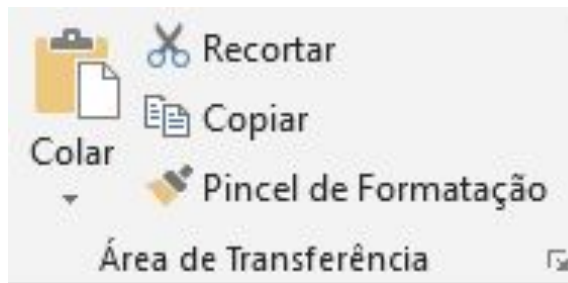 Recortar
Copiar
Colar
Pincel de Formatação
Área de Transferência